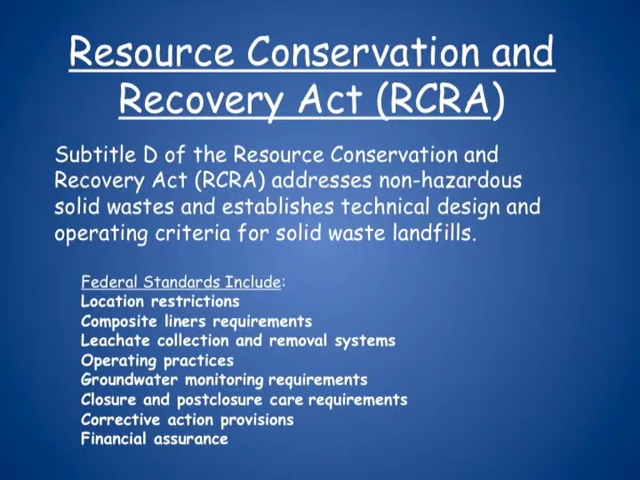 Resource Conservation and
Recovery Act (RCRA)
Subtitle D of the Resource Conservation and
Recovery Act (RCRA) addresses non-hazardous
solid wastes and establishes technical design and
operating criteria for solid waste landfills.
Federal Standards Include:
Location restrictions
Composite liners requirements
Leachate collection and removal systems
Operating practices
Groundwater monitoring requirements
Closure and postclosure care requirements
Corrective action provisions
Financial assurance